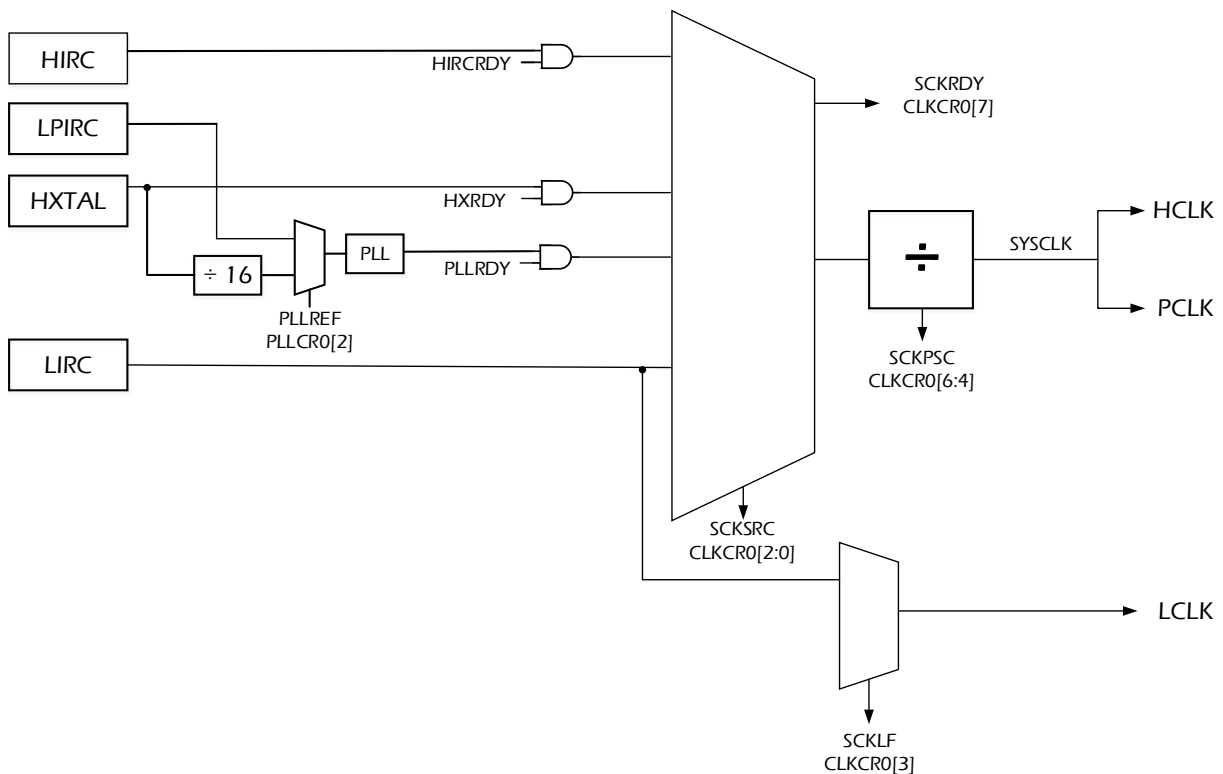 HIRC
HIRCRDY
SCKRDY
CLKCR0[7]
LPIRC
HXTAL
HXRDY
PLL
PLLRDY
÷ 16
÷
SYSCLK
HCLK
PCLK
PLLREF
PLLCR0[2]
LIRC
SCKPSC
CLKCR0[6:4]
SCKSRC
CLKCR0[2:0]
LCLK
SCKLF
CLKCR0[3]